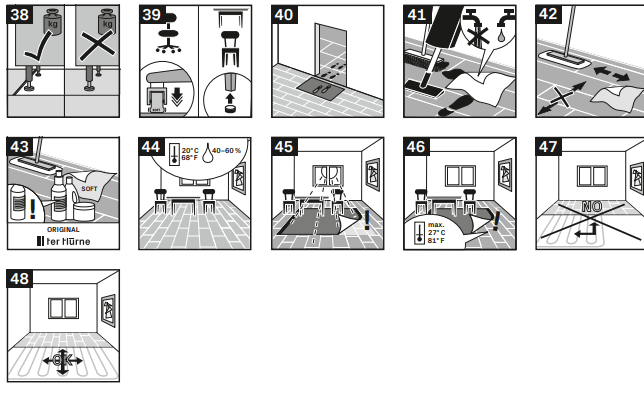 38
kg
kg
39
SOFT
40
41
42
43
SOFT
!
ORIGINAL
ter Hürne
44
20°C
68°F
40–60 %
45
!
46
!
max.
27°C
81°F
47
NO
48
OK